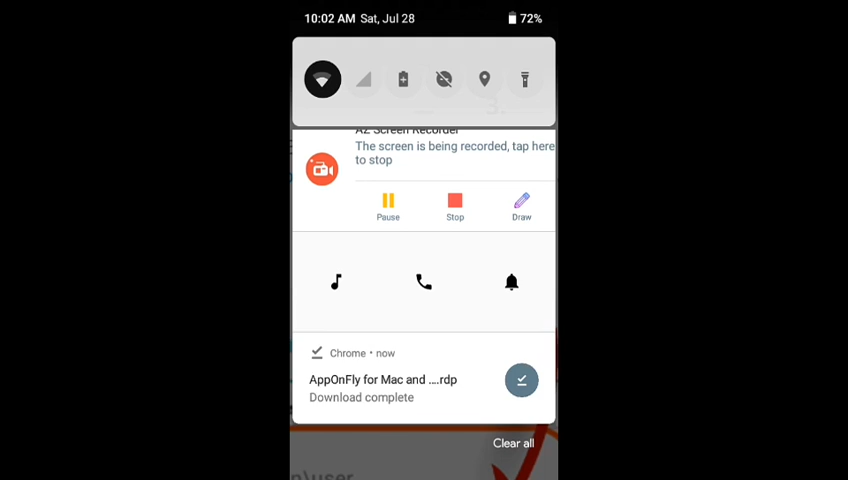 10:02 AM Sat, Jul 28
72%
AZ Screen Recorder
The screen is being recorded, tap here
to stop
Pause
Stop
Draw
Chrome • now
AppOnFly for Mac and ....rdp
Download complete
Clear all
n\user